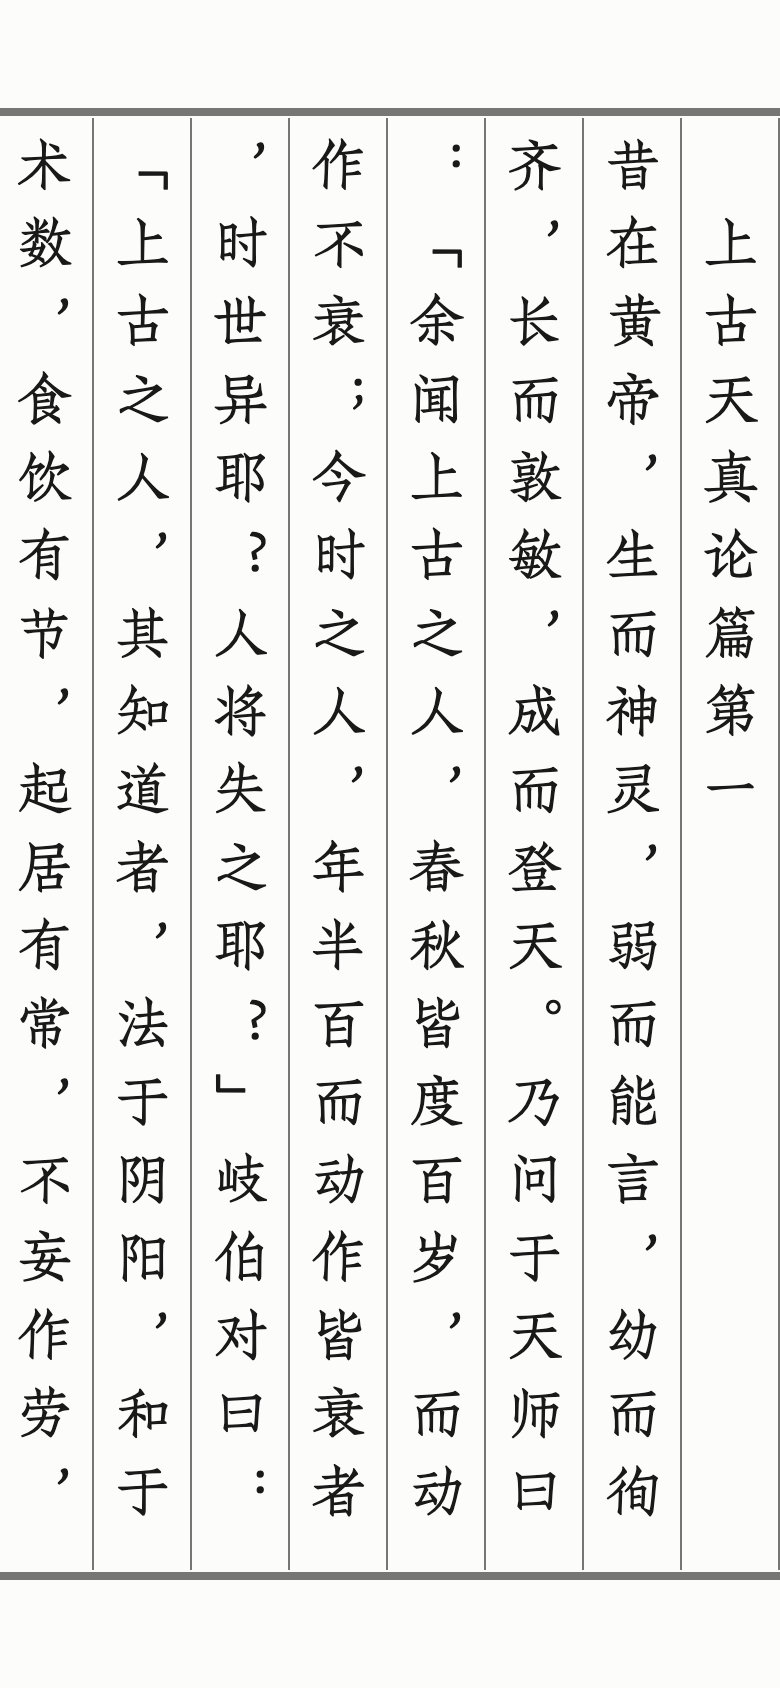 上古天真论篇第一
昔在黄帝，生而神灵，弱而能言，幼而徇
齐，长而敦敏，成而登天。乃问于天师曰
：「余闻上古之人，春秋皆度百岁，而动
作不衰；今时之人，年半百而动作皆衰者
，时世异耶？人将失之耶？」岐伯对曰：
「上古之人，其知道者，法于阴阳，和于
术数，食饮有节，起居有常，不妄作劳，